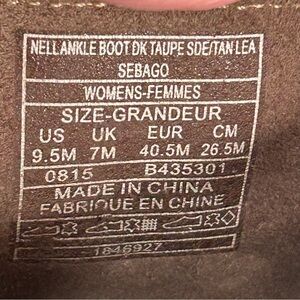 NELL ANKLE BOOT DK TAUPE SDE/TAN LEA
SEBAGO
WOMENS-FEMMES
SIZE-GRANDEUR
US UK EUR CM
9.5M 7M 40.5M 26.5M
0815 B435301
MADE IN CHINA
FABRIQUE EN CHINE
1846927